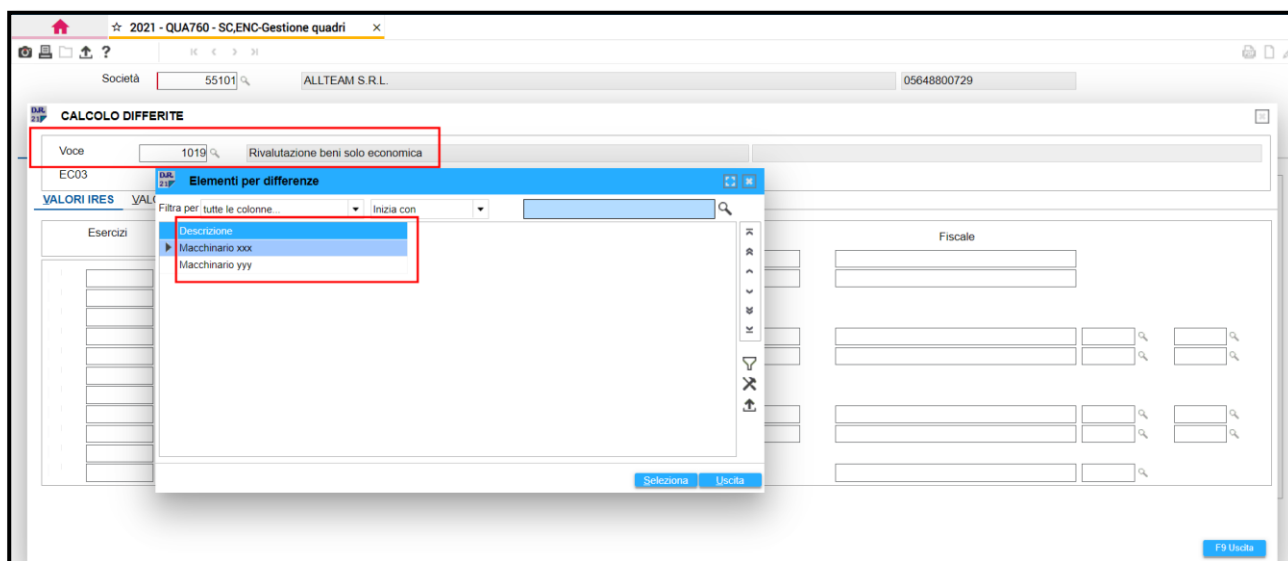 ☆ 2021 - QUA760 - SC,ENC-Gestione quadri ×
?
Società 55101 ALLTEAM S.R.L. 05648800729
CALCOLO DIFFERITE
Voce 1019 Rivalutazione beni solo economica
EC03
Elementi per differenze
VALORI IRES VALO
Filtra per tutte le colonne... Inizia con
Esercizi
Descrizione
Fiscale
Macchinario xxx
Macchinario yyy
Seleziona Uscita
F9 Uscita